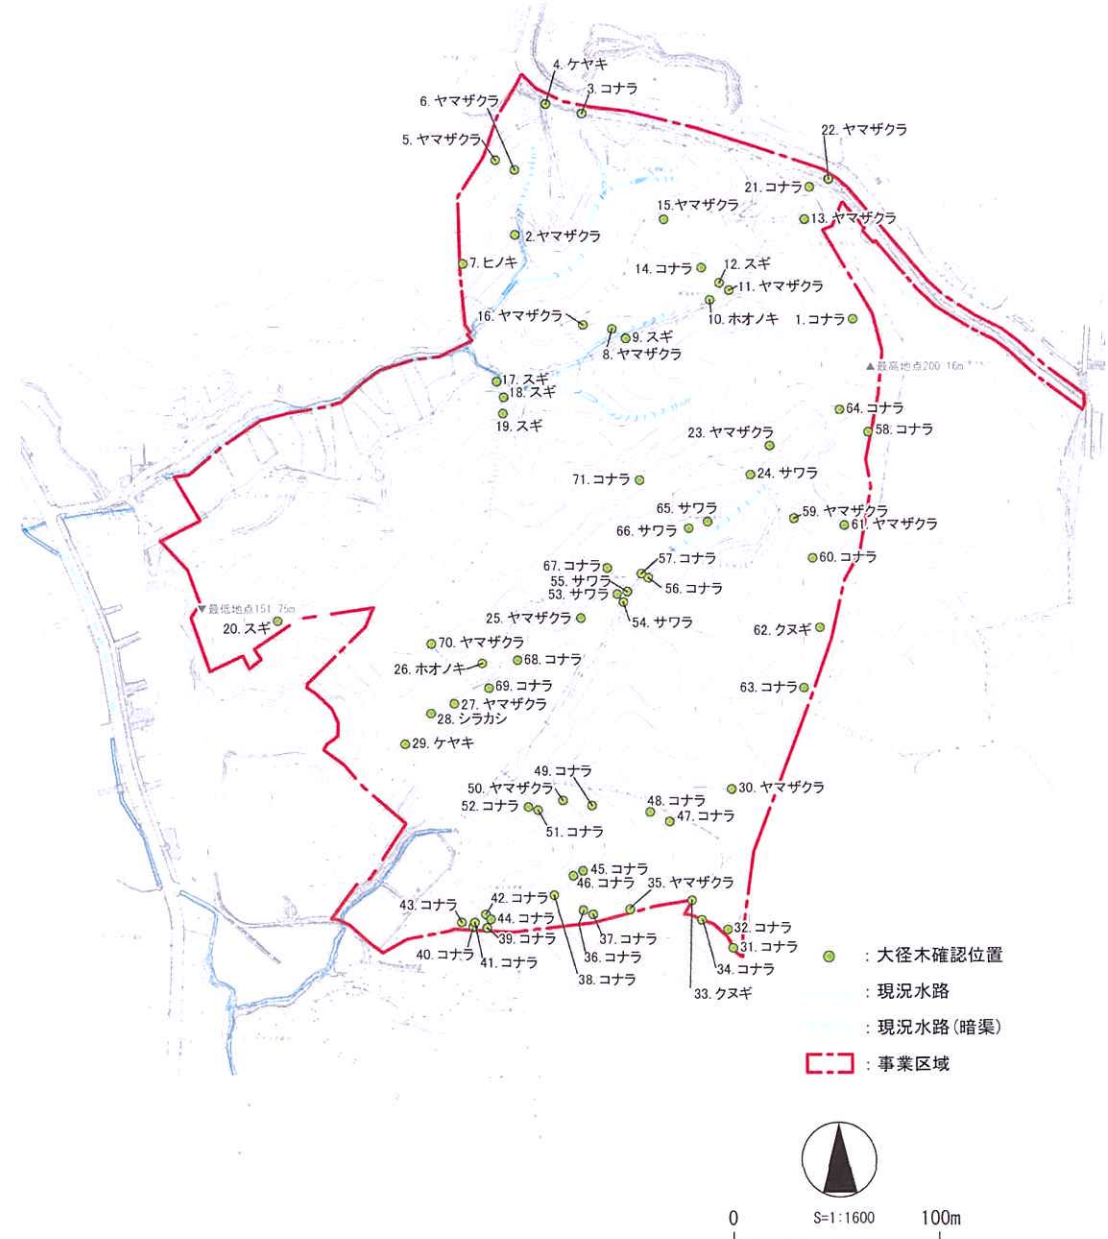 4. ケヤキ
3. コナラ
6. ヤマザクラ
5. ヤマザクラ
22. ヤマザクラ
21. コナラ
15. ヤマザクラ
13. ヤマザクラ
2. ヤマザクラ
7. ヒノキ
14. コナラ
12. スギ
11. ヤマザクラ
10. ホオノキ
1. コナラ
16. ヤマザクラ
9. スギ
8. ヤマザクラ
▲最高地点200 16m
17. スギ
18. スギ
19. スギ
64. コナラ
58. コナラ
23. ヤマザクラ
24. サワラ
71. コナラ
65. サワラ
66. サワラ
59. ヤマザクラ
61. ヤマザクラ
57. コナラ
60. コナラ
67. コナラ
56. コナラ
55. サワラ
53. サワラ
54. サワラ
▼最低地点151 75m
20. スギ
25. ヤマザクラ
62. クヌギ
70. ヤマザクラ
26. ホオノキ
68. コナラ
69. コナラ
63. コナラ
27. ヤマザクラ
28. シラカシ
29. ケヤキ
49. コナラ
50. ヤマザクラ
30. ヤマザクラ
52. コナラ
51. コナラ
48. コナラ
47. コナラ
45. コナラ
46. コナラ
35. ヤマザクラ
43. コナラ
42. コナラ
44. コナラ
39. コナラ
40. コナラ
41. コナラ
37. コナラ
36. コナラ
38. コナラ
32. コナラ
31. コナラ
34. コナラ
33. クヌギ
：大径木確認位置
：現況水路
：現況水路(暗渠)
：事業区域
0 S=1:1600 100m